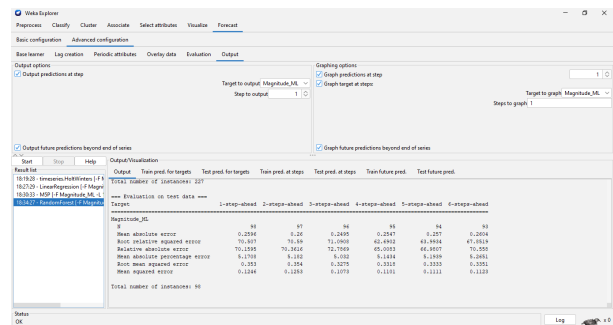 Weka Explorer
Preprocess Classify Cluster Associate Select attributes Visualize Forecast
Basic configuration Advanced configuration
Base learner Lag creation Periodic attributes Overlay data Evaluation Output
Output options
Output predictions at step
Target to output Magnitude_ML
Step to output 1
Output future predictions beyond end of series
Graphing options
Graph predictions at step 1
Graph target at steps:
Target to graph Magnitude_ML
Steps to graph 1
Graph future predictions beyond end of series
Start Stop Help
Result list
18:19:28 - timeseries.HoltWinters [-F M
18:27:29 - LinearRegression [-F Magni
18:30:33 - M5P [-F Magnitude_ML -L
18:34:27 - RandomForest [-F Magnitu
Output/Visualization
Output Train pred. for targets Test pred. for targets Train pred. at steps Test pred. at steps Train future pred. Test future pred.
Total number of instances: 227
=== Evaluation on test data ===
Target 1-step-ahead 2-steps-ahead 3-steps-ahead 4-steps-ahead 5-steps-ahead 6-steps-ahead
Magnitude_ML
N 98 97 96 95 94 93
Mean absolute error 0.2596 0.26 0.2495 0.2547 0.257 0.2604
Root relative squared error 70.507 70.59 71.0908 62.6902 63.9934 67.8519
Relative absolute error 70.1595 70.3616 72.7569 65.0083 66.9807 70.555
Mean absolute percentage error 5.1708 5.182 5.032 5.1434 5.1939 5.2651
Root mean squared error 0.353 0.354 0.3275 0.3318 0.3333 0.3351
Mean squared error 0.1246 0.1253 0.1073 0.1101 0.1111 0.1123
Total number of instances: 98
Status
OK
Log
x 0